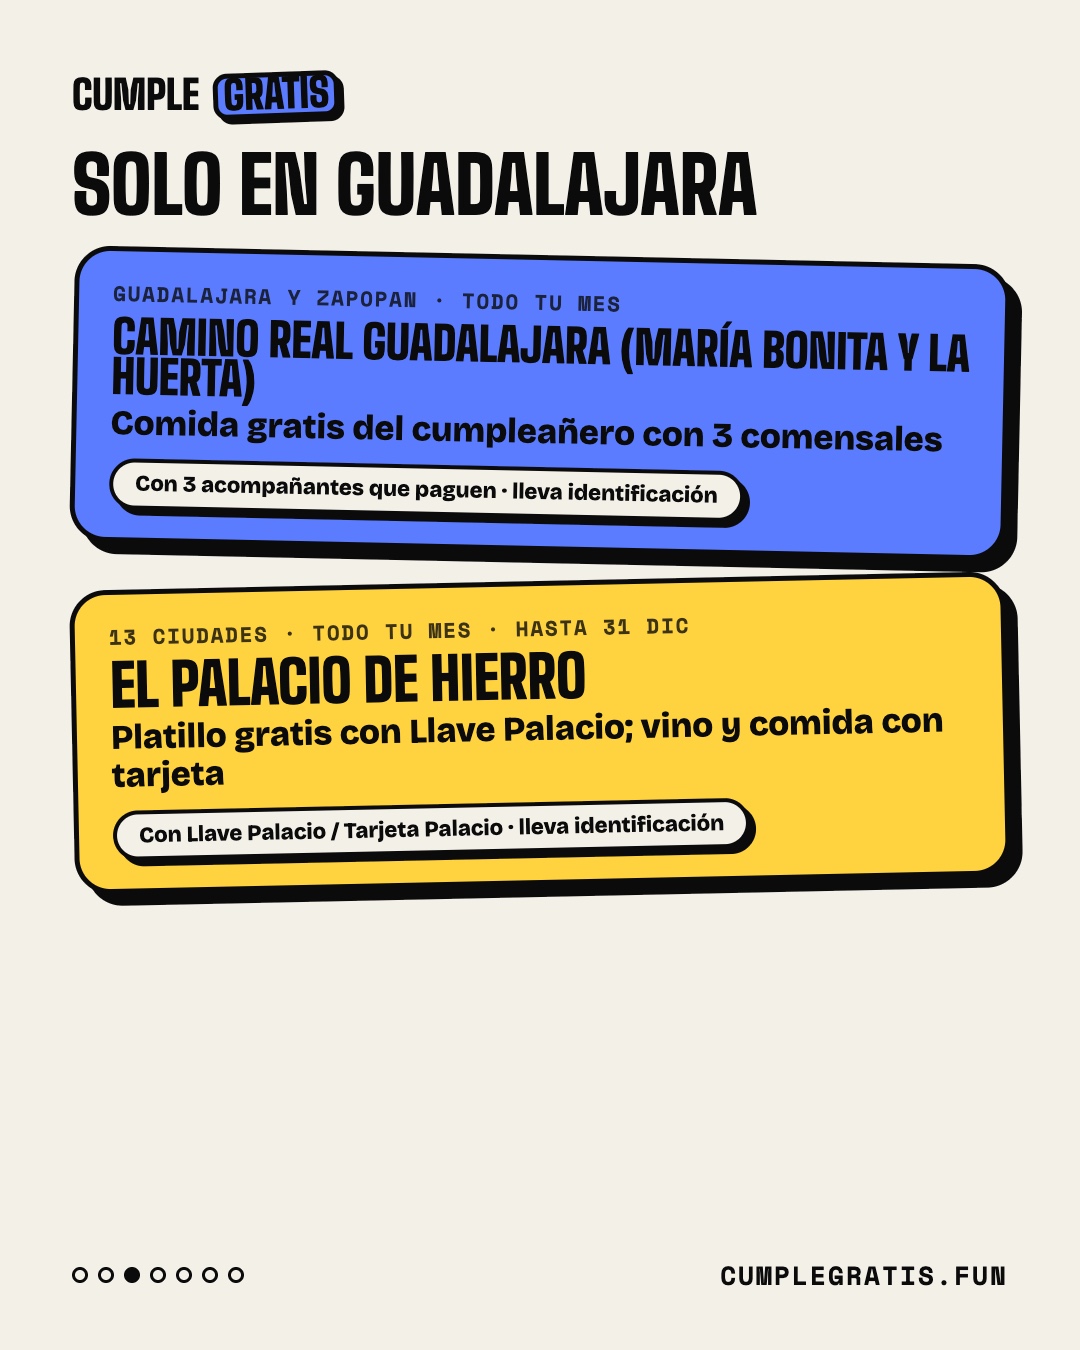 CUMPLE GRATIS
SOLO EN GUADALAJARA
GUADALAJARA Y ZAPOPAN · TODO TU MES
CAMINO REAL GUADALAJARA (MARÍA BONITA Y LA
HUERTA)
Comida gratis del cumpleañero con 3 comensales
Con 3 acompañantes que paguen · lleva identificación
13 CIUDADES · TODO TU MES · HASTA 31 DIC
EL PALACIO DE HIERRO
Platillo gratis con Llave Palacio; vino y comida con
tarjeta
Con Llave Palacio / Tarjeta Palacio · lleva identificación
CUMPLEGRATIS.FUN